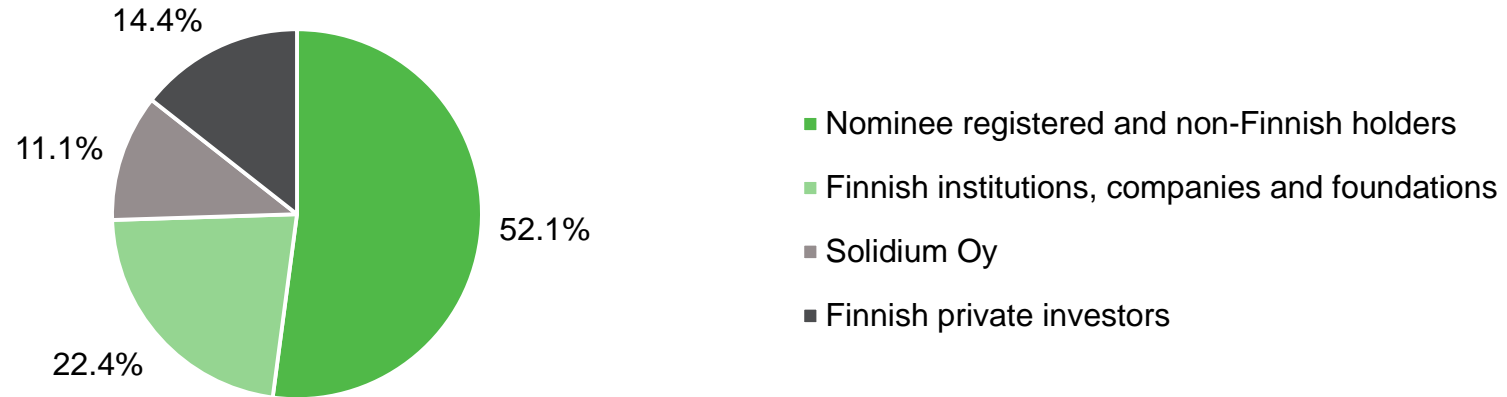 14.4%
11.1%
52.1%
22.4%
Nominee registered and non-Finnish holders
Finnish institutions, companies and foundations
Solidium Oy
Finnish private investors